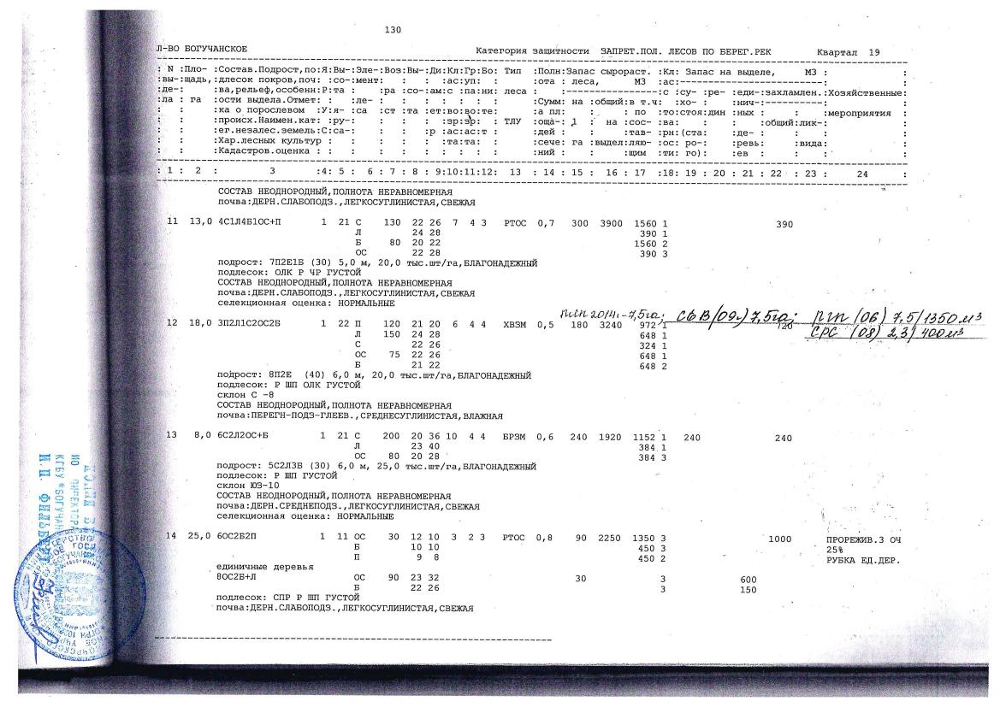 130
Л-ВО БОГУЧАНСКОЕ Категория защитности ЗАПРЕТ.ПОЛ. ЛЕСОВ ПО БЕРЕГ.РЕК Квартал 19
: N :Пло- :Состав.Подрост,по:Я:Вы-:Эле-:Воз:Вы-:Ди:Кл:Гр:Бо: Тип :Полн:Запас сырораст. :Кл: Запас на выделе, М3 : :
:вы-:щадь,:длесок покров,поч: :со-:мент: : : :ас:уп: : :ота : леса, М3 :ас:---------------------------: :
:де-: :ва,рельеф,особенн:Р:та : :ра :со-:ам:с :па:ни: леса : :----------------:с :су- :ре- :еди-:захламлен.:Хозяйственные:
:ла : га :ости выдела.Отмет: : :ле- : : : : : : : :Сумм: на :общий:в т.ч: :хо- : :нич-:----------: :
: : :ка о порослевом :У:я- :са :ст :та :ет:во:во:те: :а пл: : : по :то:стоя:дин :ных : : :мероприятия :
: : :происх.Наимен.кат: :ру-: : : : :зр:зр: : ТЛУ :оща-: 1 : на :сос- :ва: : : :общий:лик-: :
: : :ег.незалес.земель:С:са-: : : :р :ас:ас:т : :дей : : :тав- :рн:(ста: :де- : : : :
: : :Хар.лесных культур : : : : : : :та:та: : :сече: га :выдел:ляю- :ос: ро-: :ревь: :вида: :
: : :Кадастров.оценка : : : : : : : : : : : :ний : : :щим :ти: го): :ев : : : :
: 1 : 2 : 3 :4: 5 : 6 : 7 : 8 : 9:10:11:12: 13 : 14 : 15 : 16 : 17 :18: 19 : 20 : 21 : 22 : 23 : 24 :
СОСТАВ НЕОДНОРОДНЫЙ,ПОЛНОТА НЕРАВНОМЕРНАЯ
почва:ДЕРН.СЛАБОПОДЗ.,ЛЕГКОСУГЛИНИСТАЯ,СВЕЖАЯ
11 13,0 4С1Л4Б1ОС+П 1 21 С 130 22 26 7 4 3 РТОС 0,7 300 3900 1560 1 390
Л 24 28 390 1
Б 80 20 22 1560 2
ОС 22 28 390 3
подрост: 7П2Е1Б (30) 5,0 м, 20,0 тыс.шт/га,БЛАГОНАДЕЖНЫЙ
подлесок: ОЛК Р ЧР ГУСТОЙ
СОСТАВ НЕОДНОРОДНЫЙ,ПОЛНОТА НЕРАВНОМЕРНАЯ
почва:ДЕРН.СЛАБОПОДЗ.,ЛЕГКОСУГЛИНИСТАЯ,СВЕЖАЯ
селекционная оценка: НОРМАЛЬНЫЕ
2014г.-7,5га; СБВ/09г.) 7,5га; РПП (06) 7,5/1350 м3
12 18,0 3П2Л1С2ОС2Б 1 22 П 120 21 20 6 4 4 ХВЗМ 0,5 180 3240 972 1
СРС (08) 2,3/400м3
Л 150 24 28 648 1
С 22 26 324 1
ОС 75 22 26 648 1
Б 21 22 648 2
подрост: 8П2Е (40) 6,0 м, 20,0 тыс.шт/га,БЛАГОНАДЕЖНЫЙ
подлесок: Р ШП ОЛК ГУСТОЙ
склон С -8
СОСТАВ НЕОДНОРОДНЫЙ,ПОЛНОТА НЕРАВНОМЕРНАЯ
почва:ПЕРЕГН-ПОДЗ-ГЛЕЕВ.,СРЕДНЕСУГЛИНИСТАЯ,ВЛАЖНАЯ
13 8,0 6С2Л2ОС+Б 1 21 С 200 20 36 10 4 4 БРЗМ 0,6 240 1920 1152 1 240 240
Л 23 40 384 1
ОС 80 20 28 384 3
подрост: 5С2Л3Б (30) 6,0 м, 25,0 тыс.шт/га,БЛАГОНАДЕЖНЫЙ
подлесок: Р ШП ГУСТОЙ
склон ЮЗ-10
СОСТАВ НЕОДНОРОДНЫЙ,ПОЛНОТА НЕРАВНОМЕРНАЯ
почва:ДЕРН.СРЕДНЕПОДЗ.,ЛЕГКОСУГЛИНИСТАЯ,СВЕЖАЯ
селекционная оценка: НОРМАЛЬНЫЕ
14 25,0 6ОС2Б2П 1 11 ОС 30 12 10 3 2 3 РТОС 0,8 90 2250 1350 3 1000 ПРОРЕЖИВ.3 ОЧ
Б 10 10 450 3 25%
П 9 8 450 2 РУБКА ЕД.ДЕР.
единичные деревья
8ОС2Б+Л ОС 90 23 32 30 3 600
Б 22 26 3 150
подлесок: СПР Р ШП ГУСТОЙ
почва:ДЕРН.СЛАБОПОДЗ.,ЛЕГКОСУГЛИНИСТАЯ,СВЕЖАЯ
ИО ДИРЕКТОРА
КГБУ «БОГУЧАН